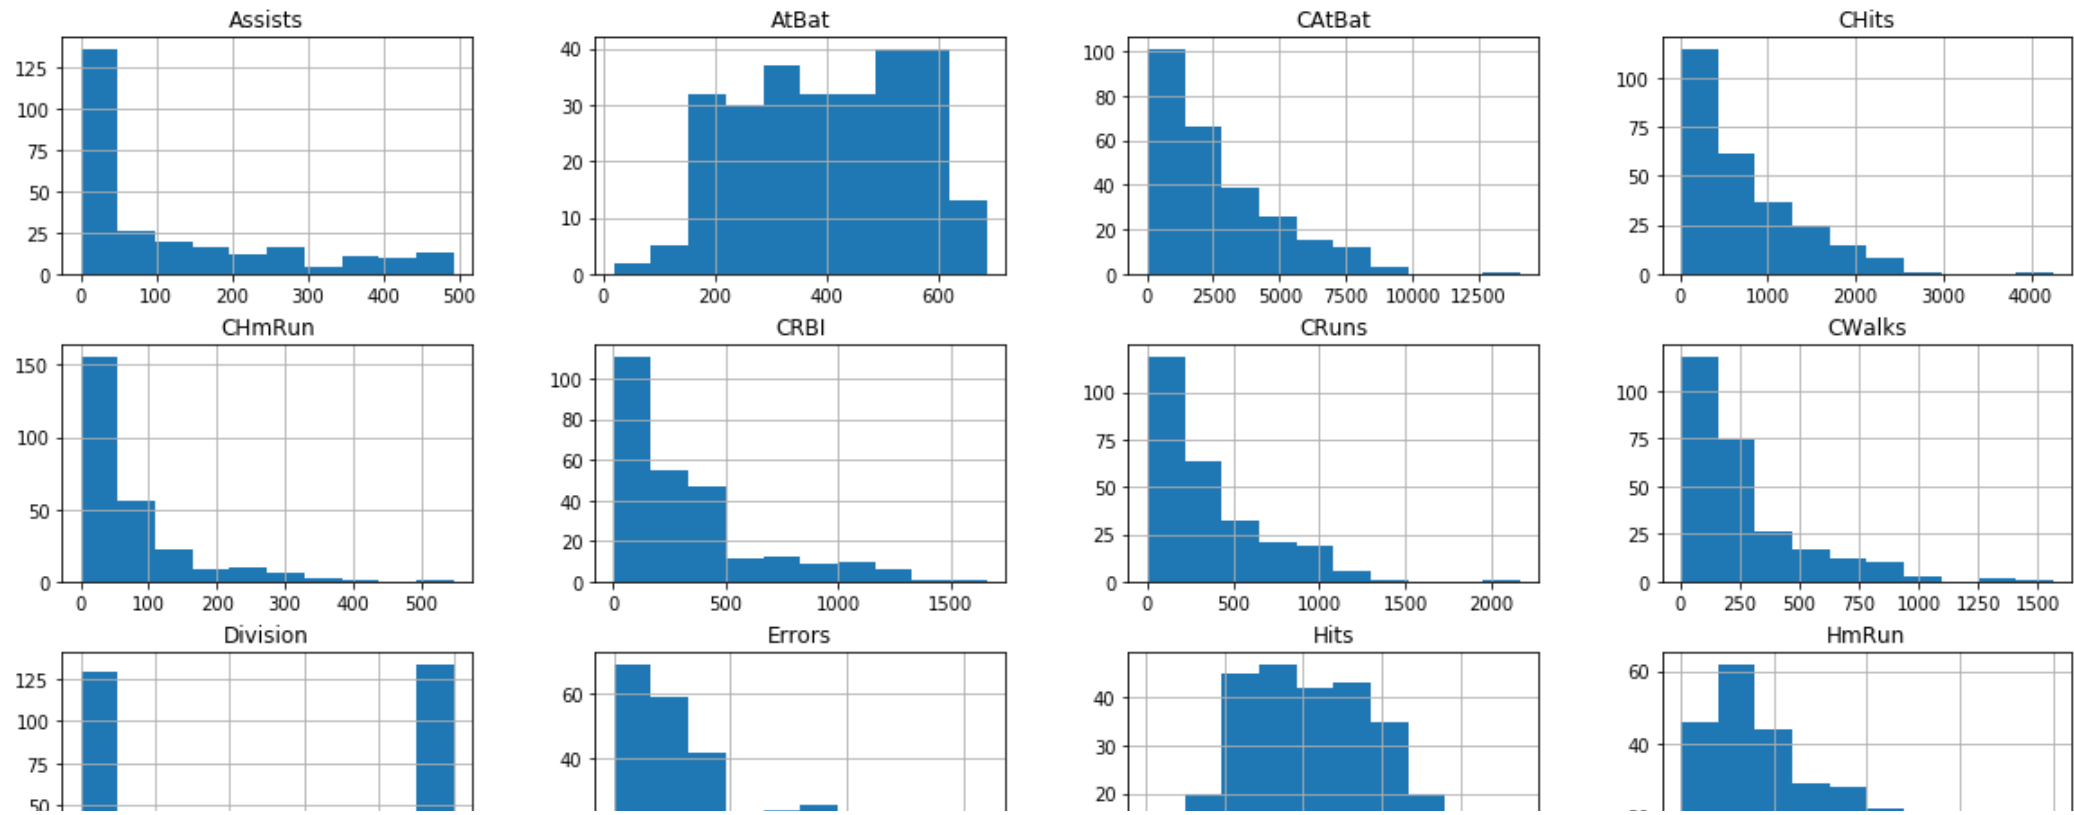 Assists AtBat CAtBat CHits
125 100 75 50 25 0
0 100 200 300 400 500
40 30 20 10 0
0 200 400 600
100 80 60 40 20 0
0 2500 5000 7500 10000 12500
100 75 50 25 0
0 1000 2000 3000 4000
CHmRun CRBI CRuns CWalks
150 100 50 0
0 100 200 300 400 500
100 80 60 40 20 0
0 500 1000 1500
100 75 50 25 0
0 500 1000 1500 2000
100 75 50 25 0
0 250 500 750 1000 1250 1500
Division Errors Hits HmRun
125 100 75 50
60 40
40 30 20
60 40